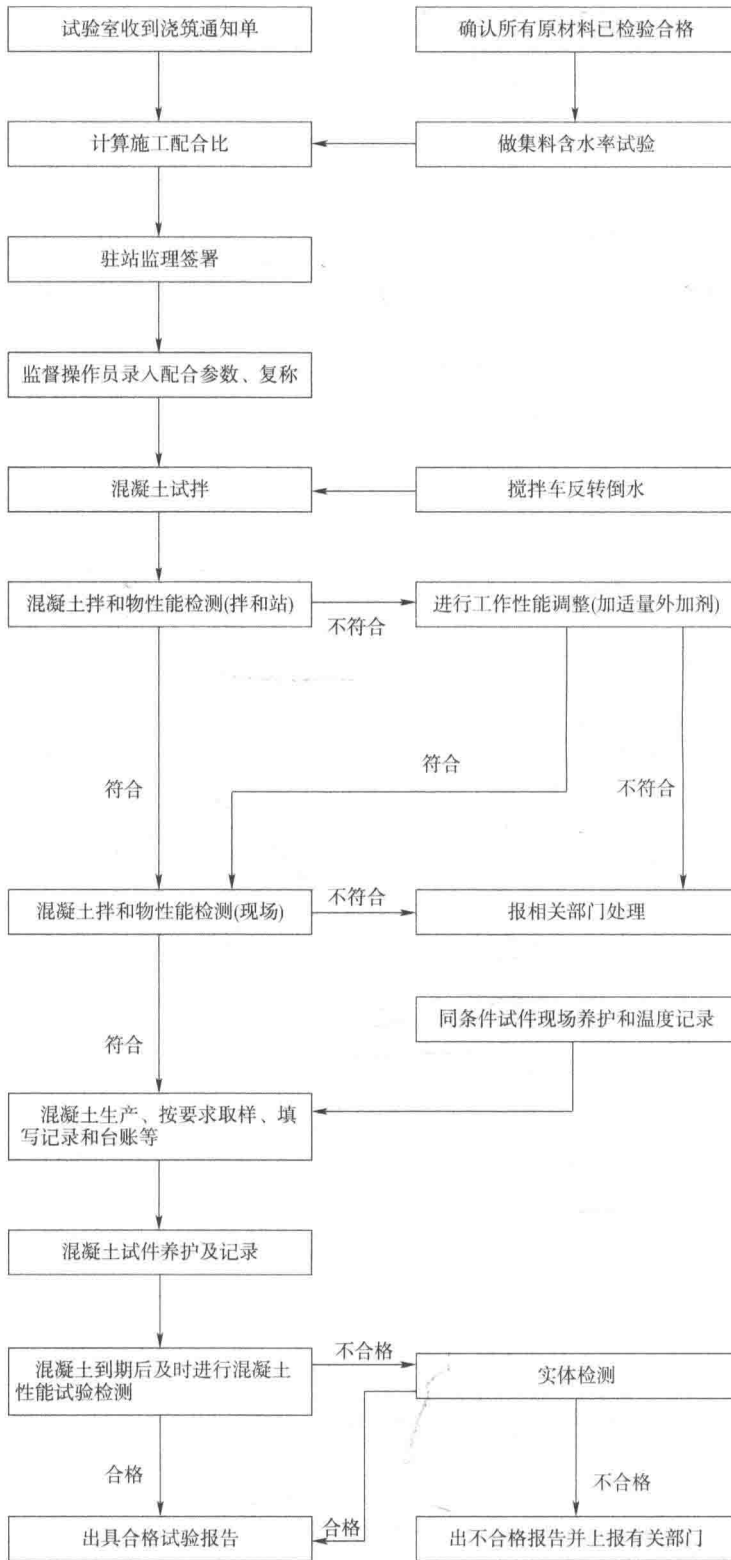 试验室收到浇筑通知单
确认所有原材料已检验合格
计算施工配合比
做集料含水率试验
驻站监理签署
监督操作员录入配合参数、复称
混凝土试拌
搅拌车反转倒水
混凝土拌和物性能检测(拌和站)
不符合
进行工作性能调整(加适量外加剂)
符合
符合
不符合
混凝土拌和物性能检测(现场)
不符合
报相关部门处理
同条件试件现场养护和温度记录
符合
混凝土生产、按要求取样、填
写记录和台账等
混凝土试件养护及记录
混凝土到期后及时进行混凝土
性能试验检测
不合格
实体检测
合格
不合格
出具合格试验报告
合格
出不合格报告并上报有关部门